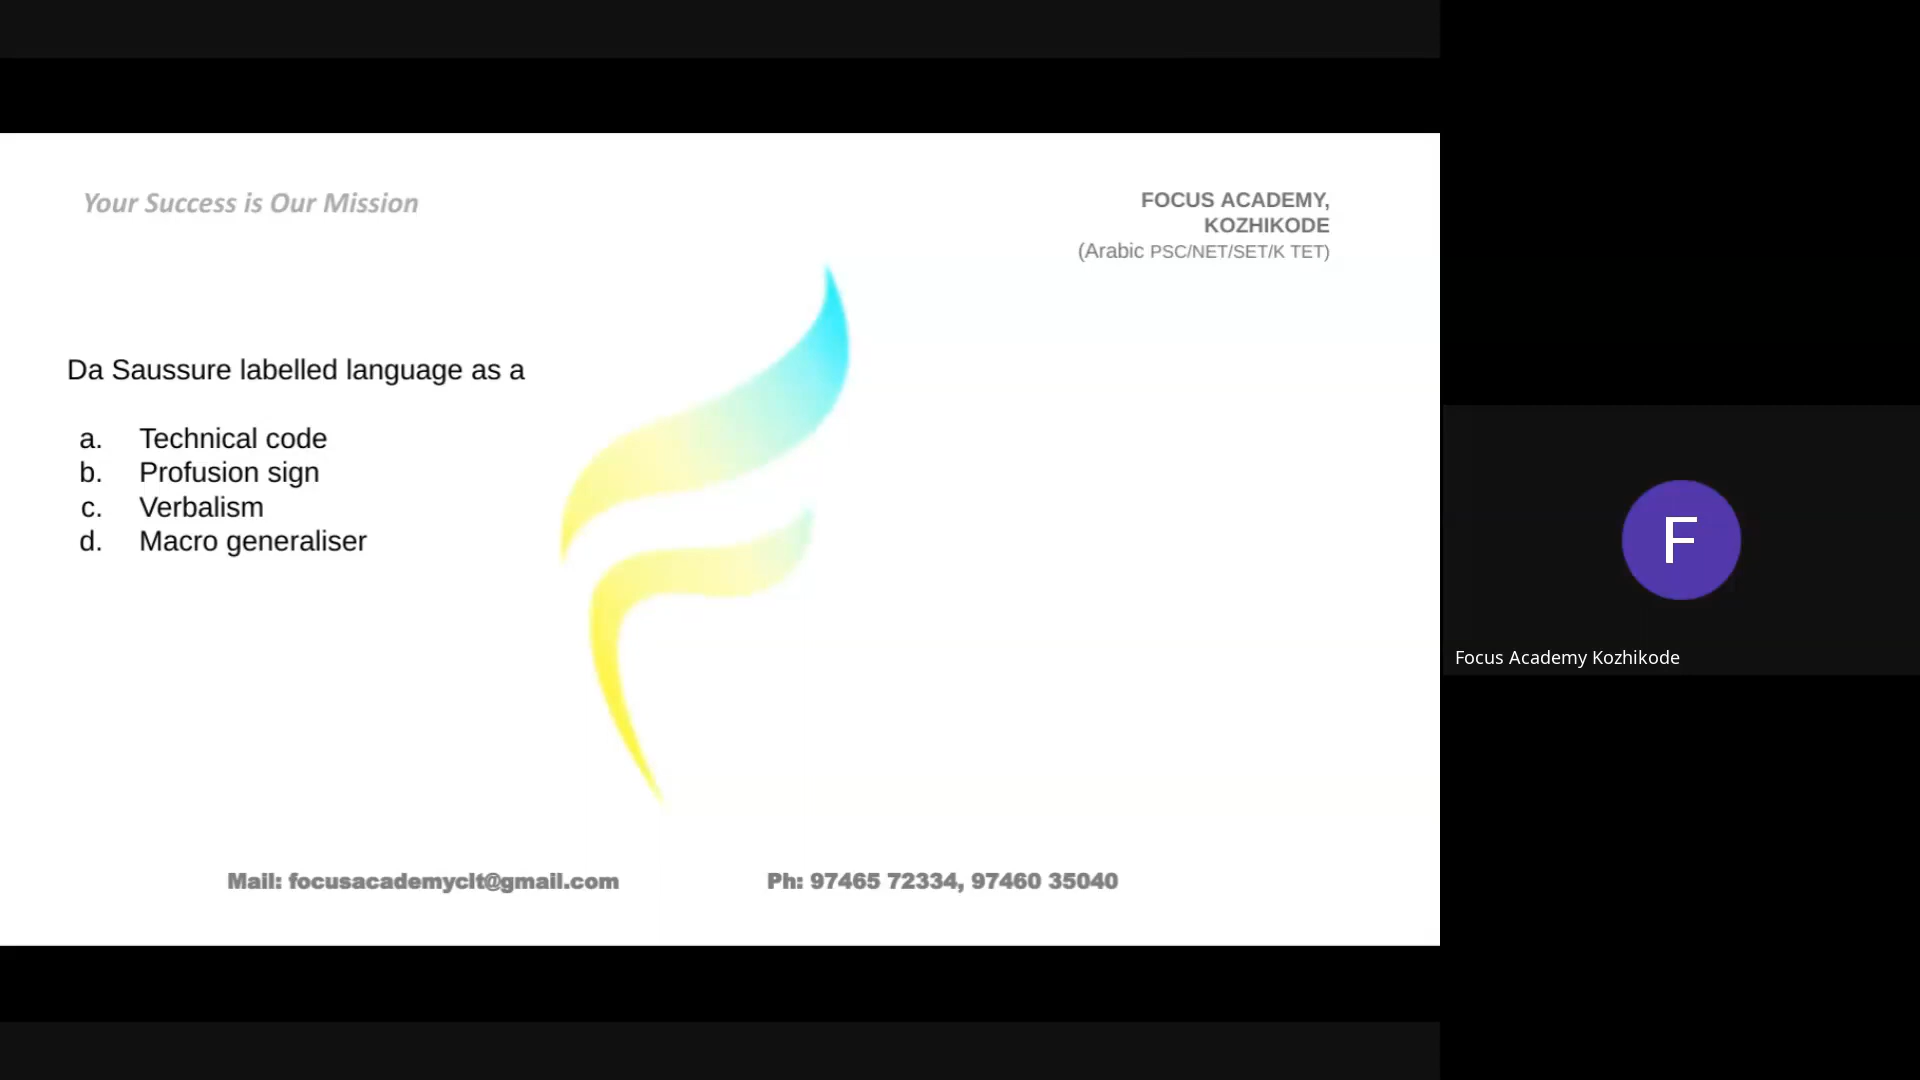 Your Success is Our Mission
FOCUS ACADEMY,
KOZHIKODE
(Arabic PSC/NET/SET/K TET)
Da Saussure labelled language as a
a. Technical code
b. Profusion sign
c. Verbalism
d. Macro generaliser
F
Focus Academy Kozhikode
Mail: focusacademyclt@gmail.com Ph: 97465 72334, 97460 35040